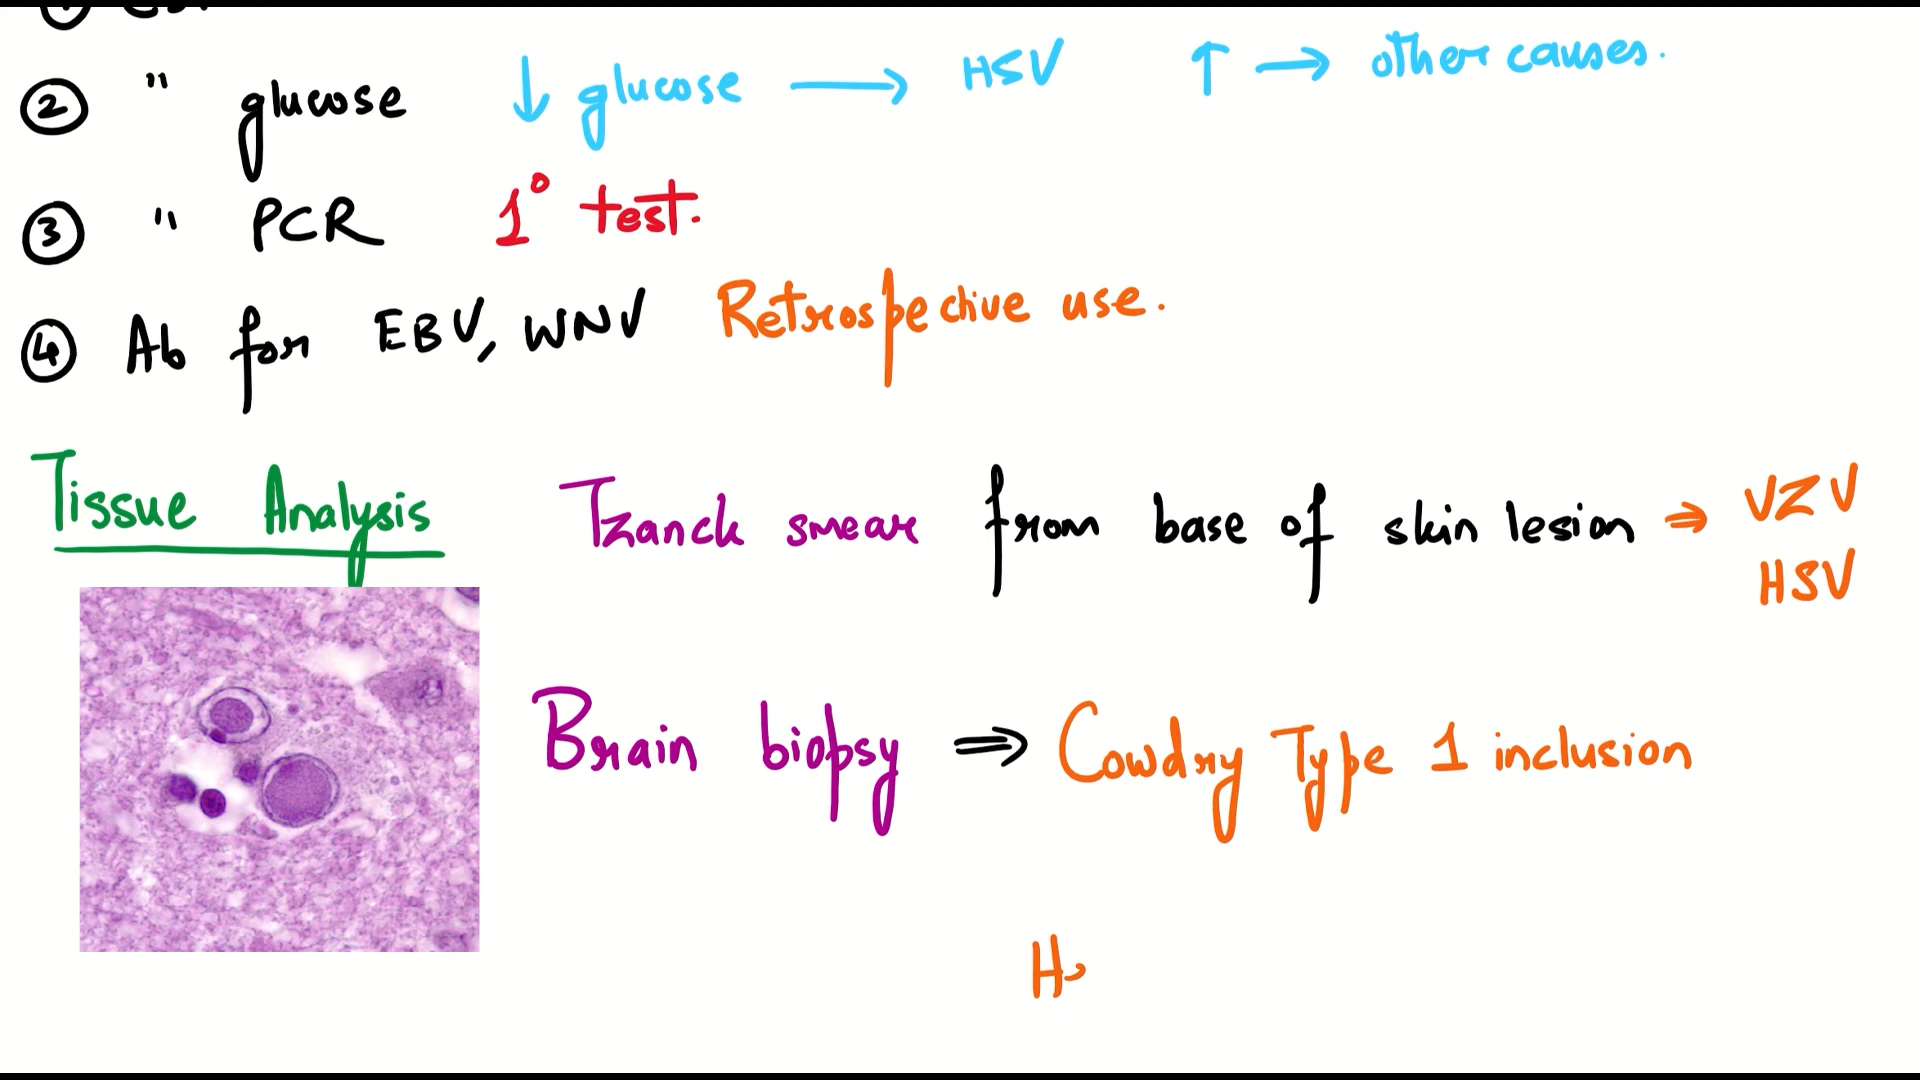 ①
② " glucose ↓ glucose → HSV ↑ → other causes.
③ " PCR 1° test.
④ Ab for EBV, WNV Retrospective use.
Tissue Analysis Tzanck smear from base of skin lesion ⇒ VZV
HSV
Brain biopsy ⇒ Cowdry Type 1 inclusion
H